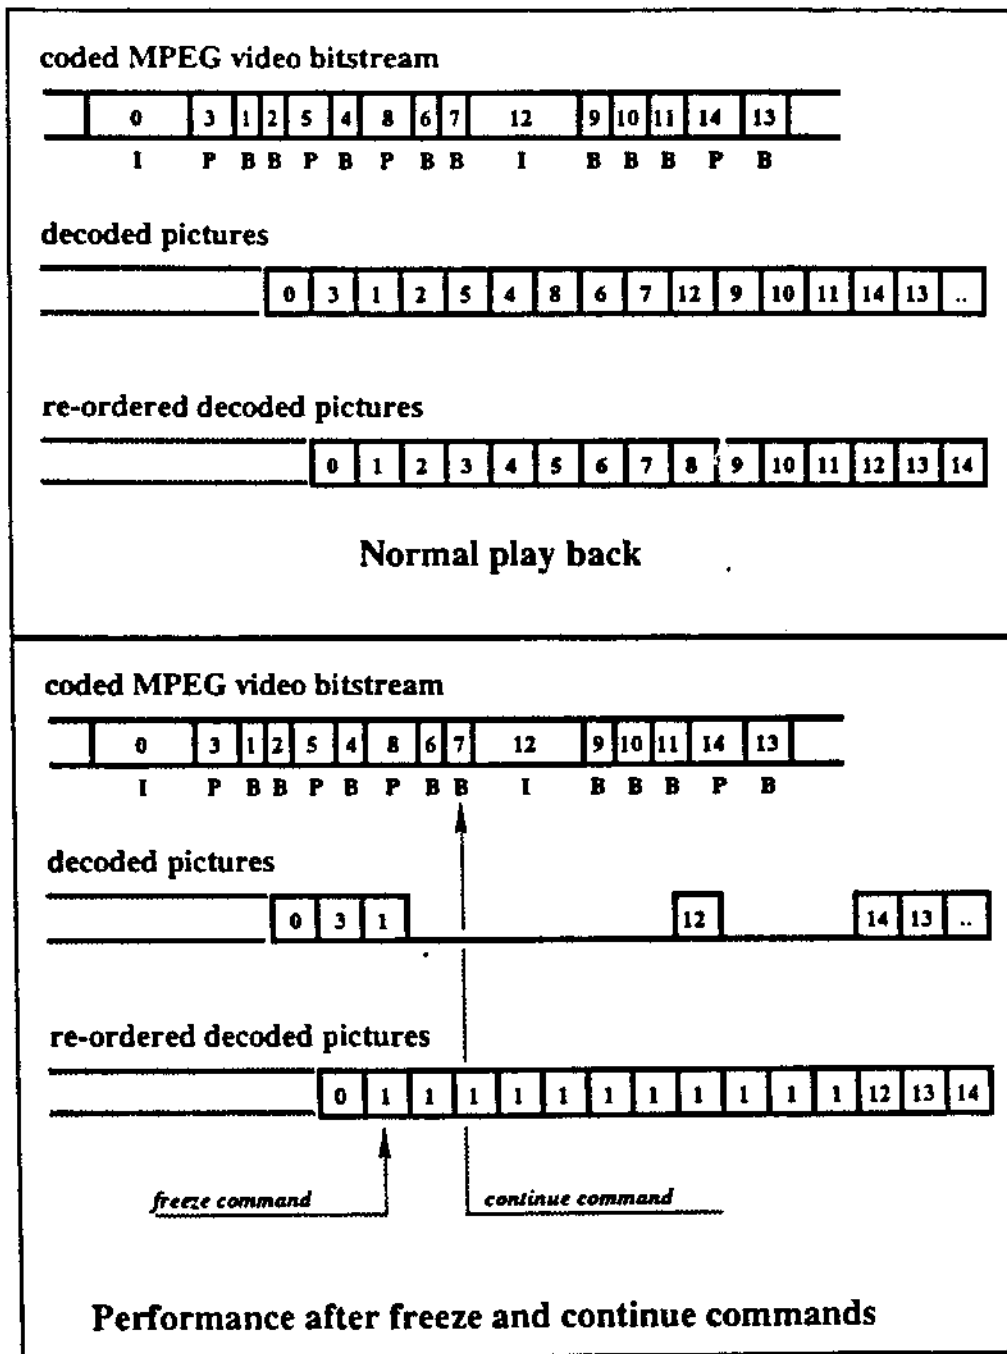 coded MPEG video bitstream
0 3 1 2 5 4 8 6 7 12 9 10 11 14 13
I P B B P B P B B I B B B P B
decoded pictures
0 3 1 2 5 4 8 6 7 12 9 10 11 14 13 ..
re-ordered decoded pictures
0 1 2 3 4 5 6 7 8 9 10 11 12 13 14
Normal play back
coded MPEG video bitstream
0 3 1 2 5 4 8 6 7 12 9 10 11 14 13
I P B B P B P B B I B B B P B
decoded pictures
0 3 1 12 14 13 ..
re-ordered decoded pictures
0 1 1 1 1 1 1 1 1 1 1 1 12 13 14
freeze command continue command
Performance after freeze and continue commands